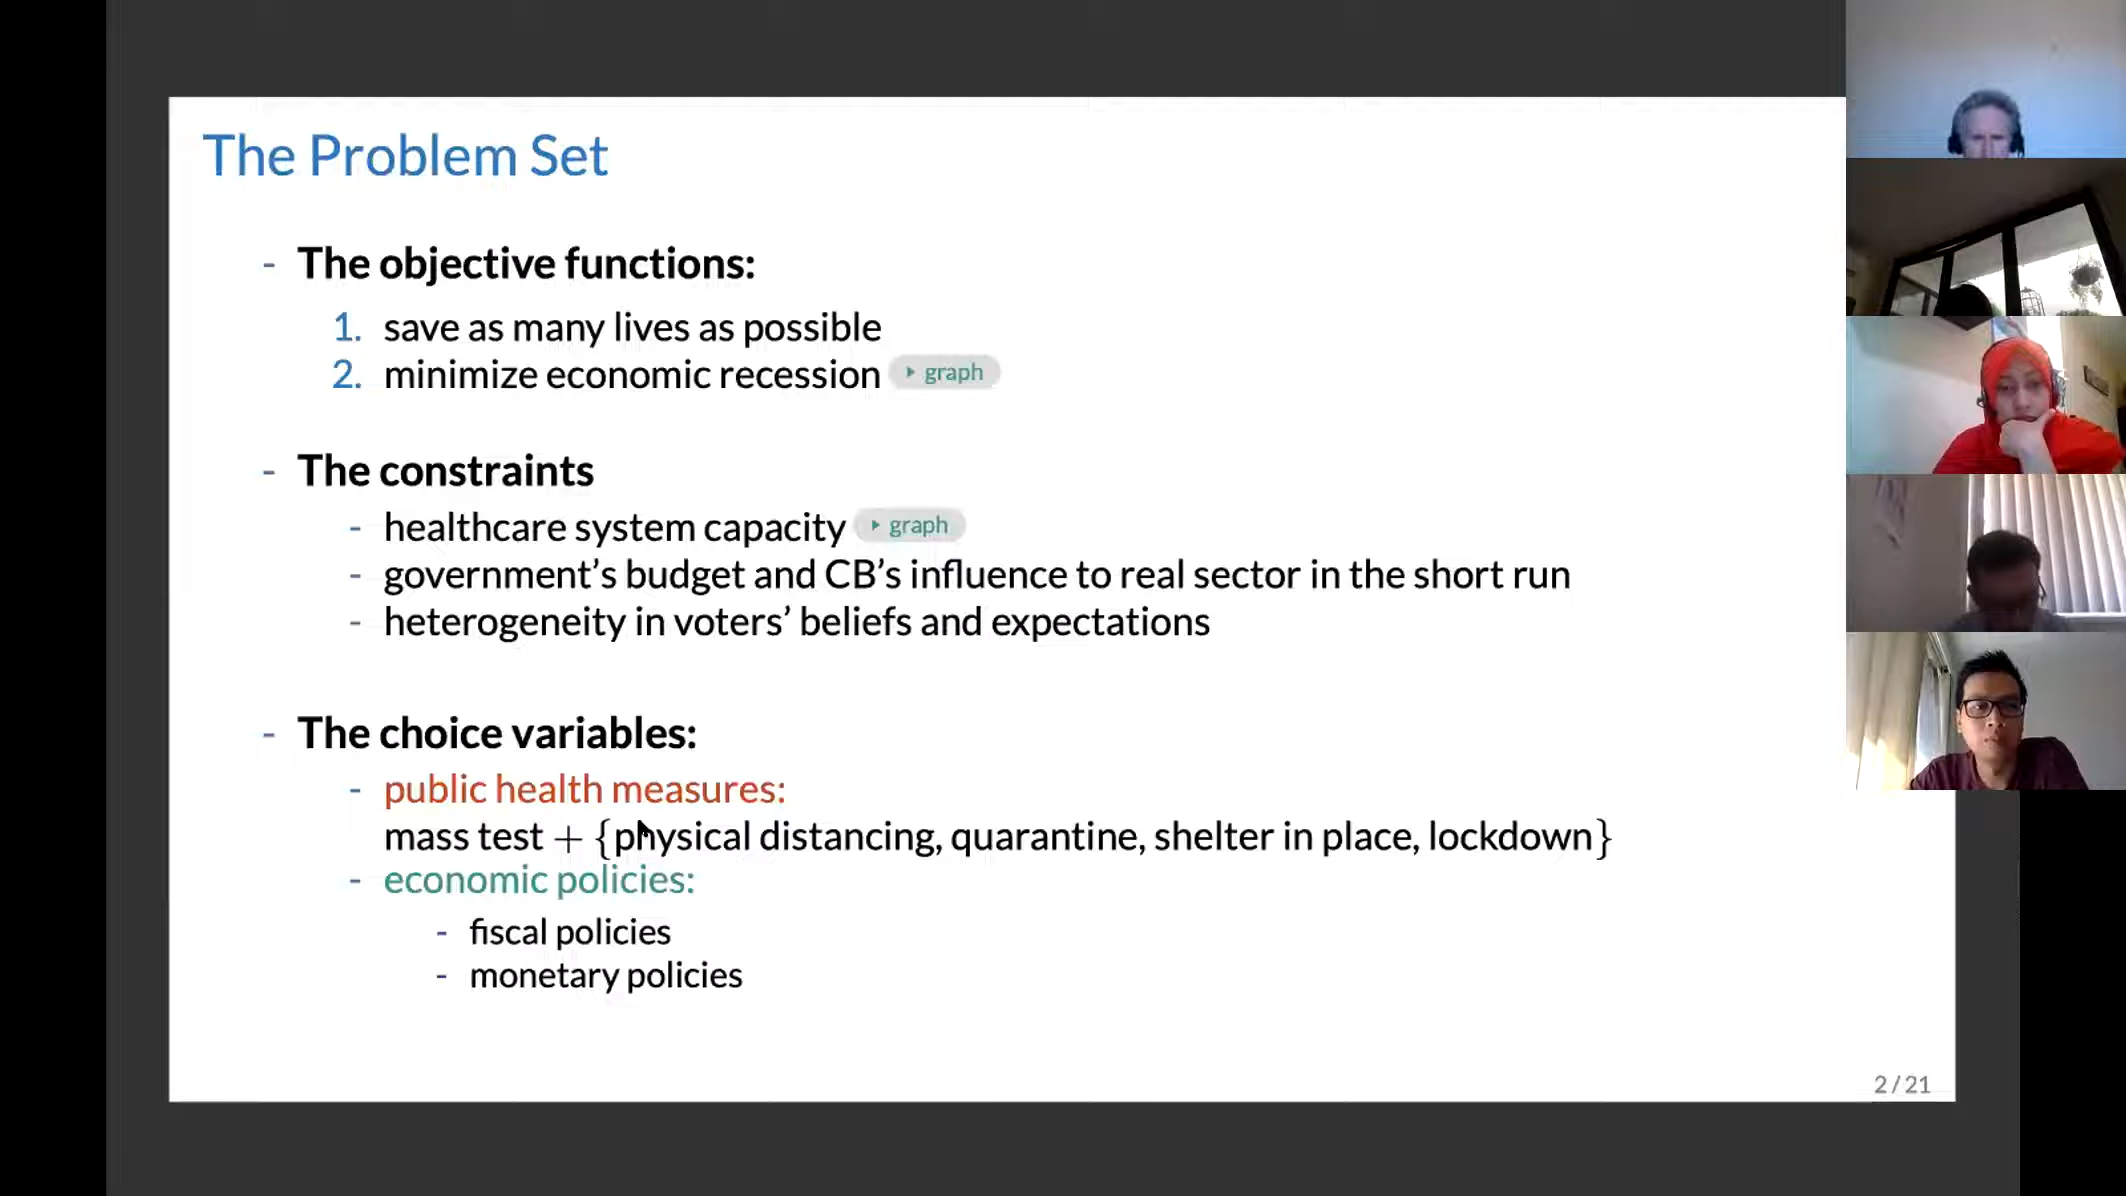 The Problem Set
- The objective functions:
1. save as many lives as possible
2. minimize economic recession graph
- The constraints
- healthcare system capacity graph
- government’s budget and CB’s influence to real sector in the short run
- heterogeneity in voters’ beliefs and expectations
- The choice variables:
- public health measures:
mass test + {physical distancing, quarantine, shelter in place, lockdown}
- economic policies:
- fiscal policies
- monetary policies
2 / 21